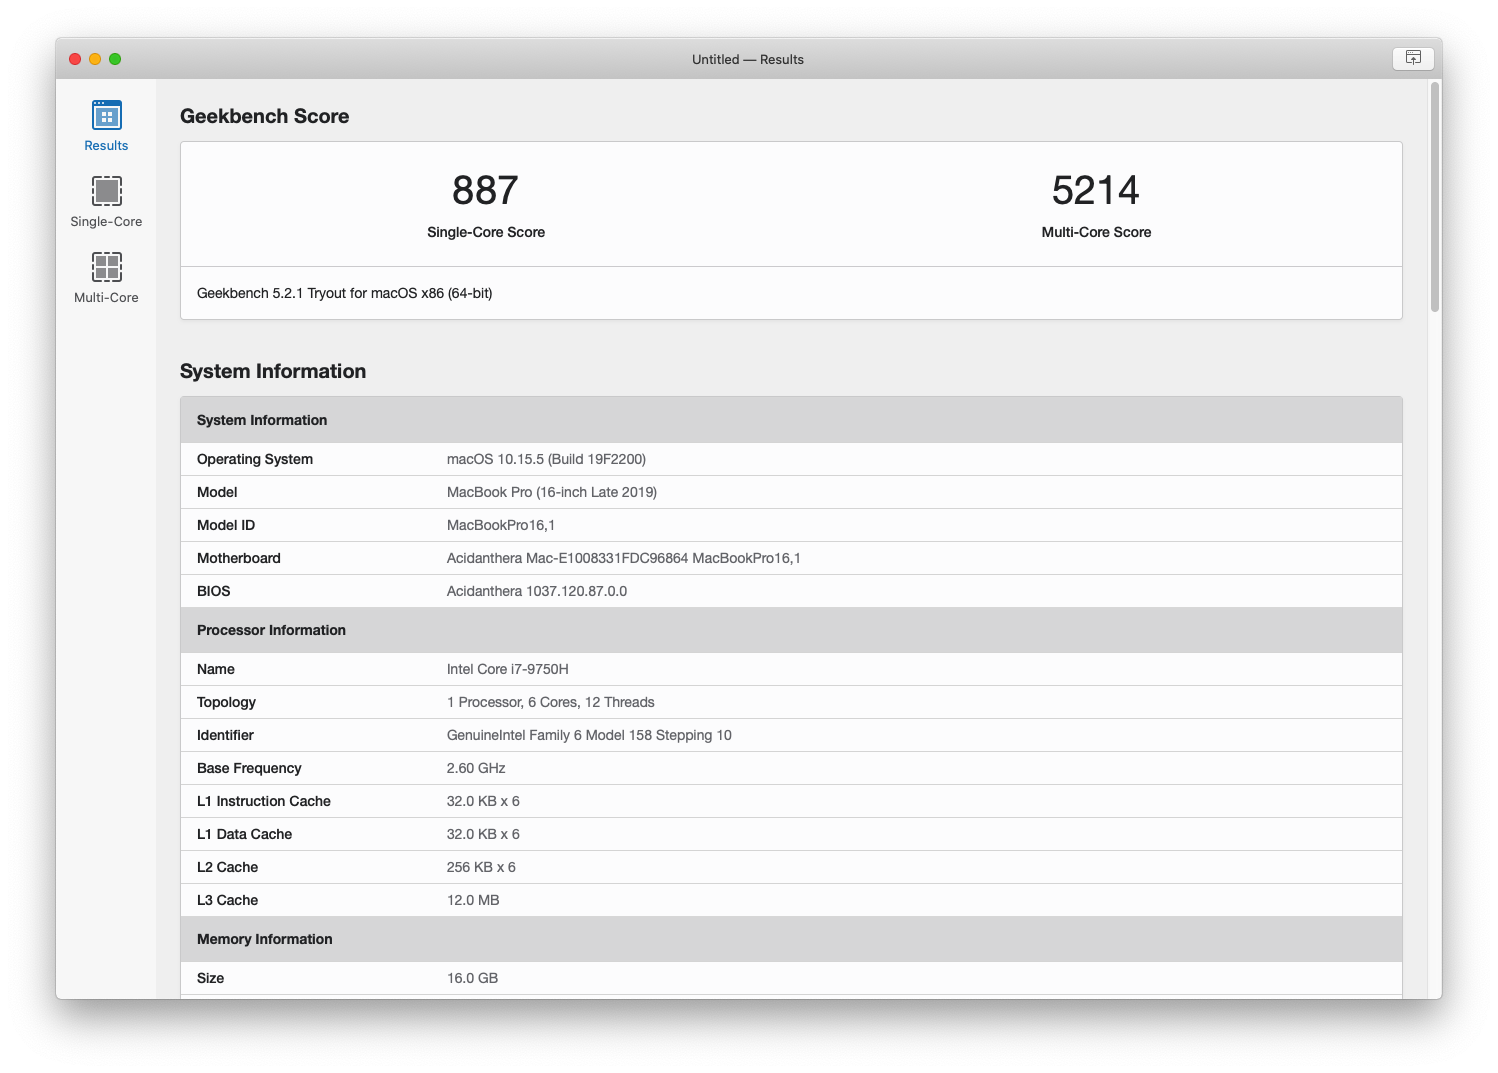 Untitled — Results
Results
Single-Core
Multi-Core
Geekbench Score
887
Single-Core Score
5214
Multi-Core Score
Geekbench 5.2.1 Tryout for macOS x86 (64-bit)
System Information
System Information
Operating System macOS 10.15.5 (Build 19F2200)
Model MacBook Pro (16-inch Late 2019)
Model ID MacBookPro16,1
Motherboard Acidanthera Mac-E1008331FDC96864 MacBookPro16,1
BIOS Acidanthera 1037.120.87.0.0
Processor Information
Name Intel Core i7-9750H
Topology 1 Processor, 6 Cores, 12 Threads
Identifier GenuineIntel Family 6 Model 158 Stepping 10
Base Frequency 2.60 GHz
L1 Instruction Cache 32.0 KB x 6
L1 Data Cache 32.0 KB x 6
L2 Cache 256 KB x 6
L3 Cache 12.0 MB
Memory Information
Size 16.0 GB